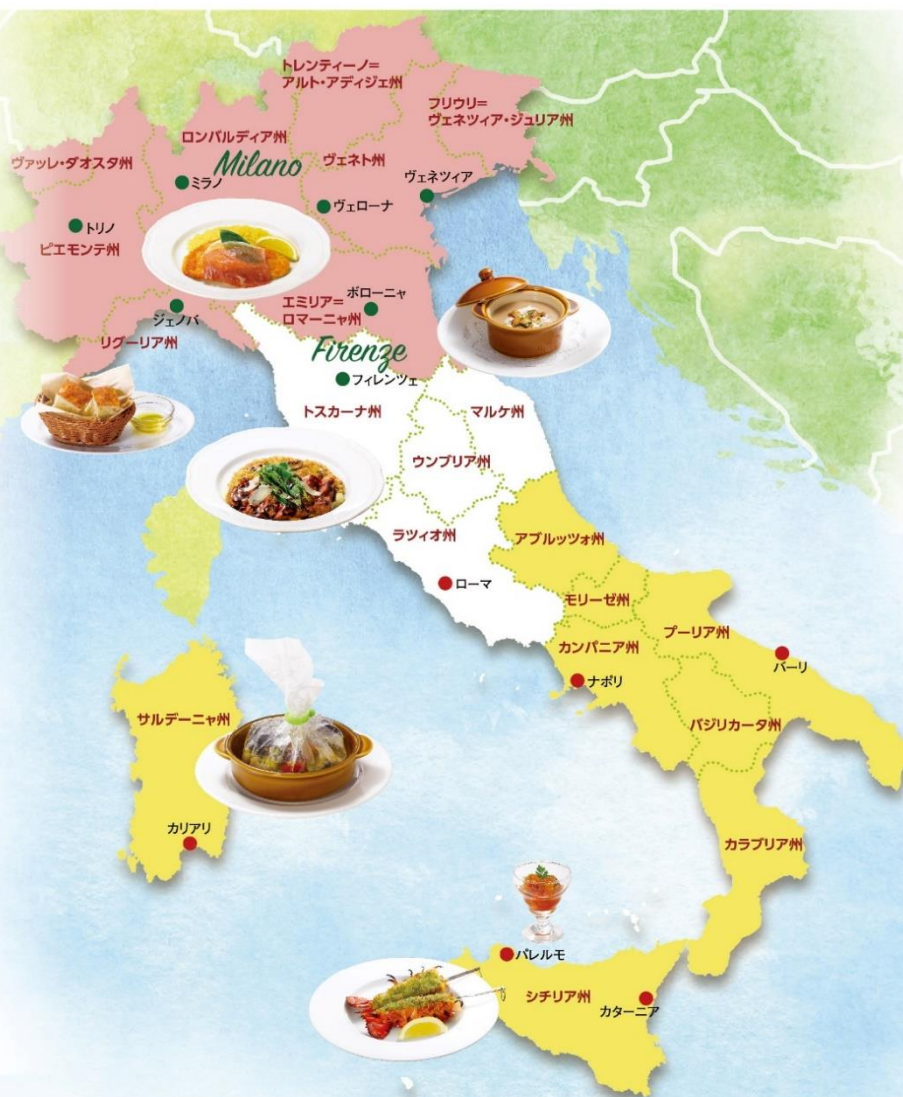 トレンティーノ=
アルト・アディジェ州
フリウリ=
ヴェネツィア・ジュリア州
ロンバルディア州
ヴァッレ・ダオスタ州
Milano
ヴェネト州
ミラノ
ヴェネツィア
ヴェローナ
トリノ
ピエモンテ州
エミリア=
ロマーニャ州
ボローニャ
ジェノバ
リグーリア州
Firenze
フィレンツェ
トスカーナ州
マルケ州
ウンブリア州
ラツィオ州
アブルッツォ州
ローマ
モリーゼ州
プーリア州
カンパニア州
バーリ
ナポリ
サルデーニャ州
バジリカータ州
カリアリ
カラブリア州
パレルモ
シチリア州
カターニア